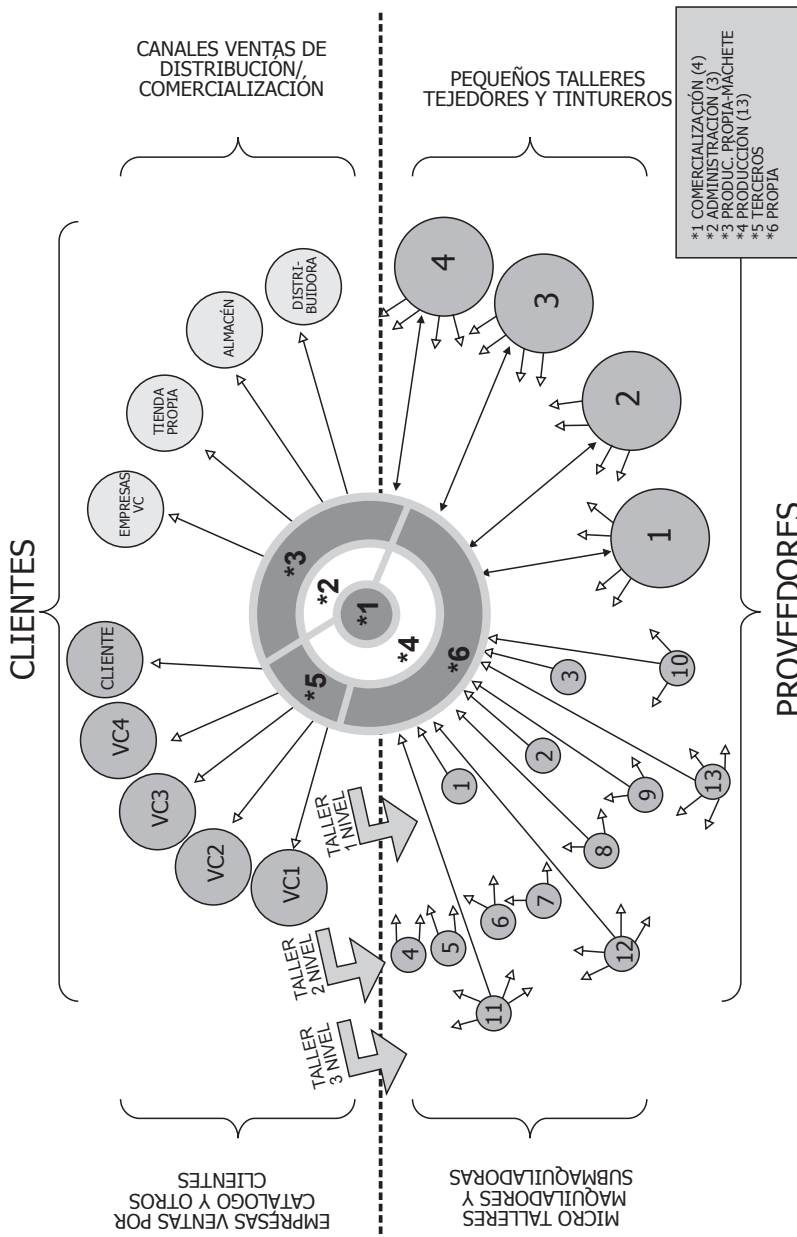 CLIENTES
EMPRESAS VENTAS POR
CATÁLOGO Y OTROS
CLIENTES
CANALES VENTAS DE
DISTRIBUCIÓN/
COMERCIALIZACIÓN
VC1
VC2
VC3
VC4
CLIENTE
EMPRESAS
VC
TIENDA
PROPIA
ALMACÉN
DISTRI-
BUIDORA
*1
*2
*3
*4
*5
*6
TALLER
3 NIVEL
TALLER
2 NIVEL
TALLER
1 NIVEL
MICRO TALLERES
MAQUILADORES Y
SUBMAQUILADORAS
1
2
3
4
5
6
7
8
9
10
11
12
13
1
2
3
4
PEQUEÑOS TALLERES
TEJEDORES Y TINTUREROS
PROVEEDORES
*1 COMERCIALIZACIÓN (4)
*2 ADMINISTRACIÓN (3)
*3 PRODUC. PROPIA-MACHETE
*4 PRODUCCIÓN (13)
*5 TERCEROS
*6 PROPIA